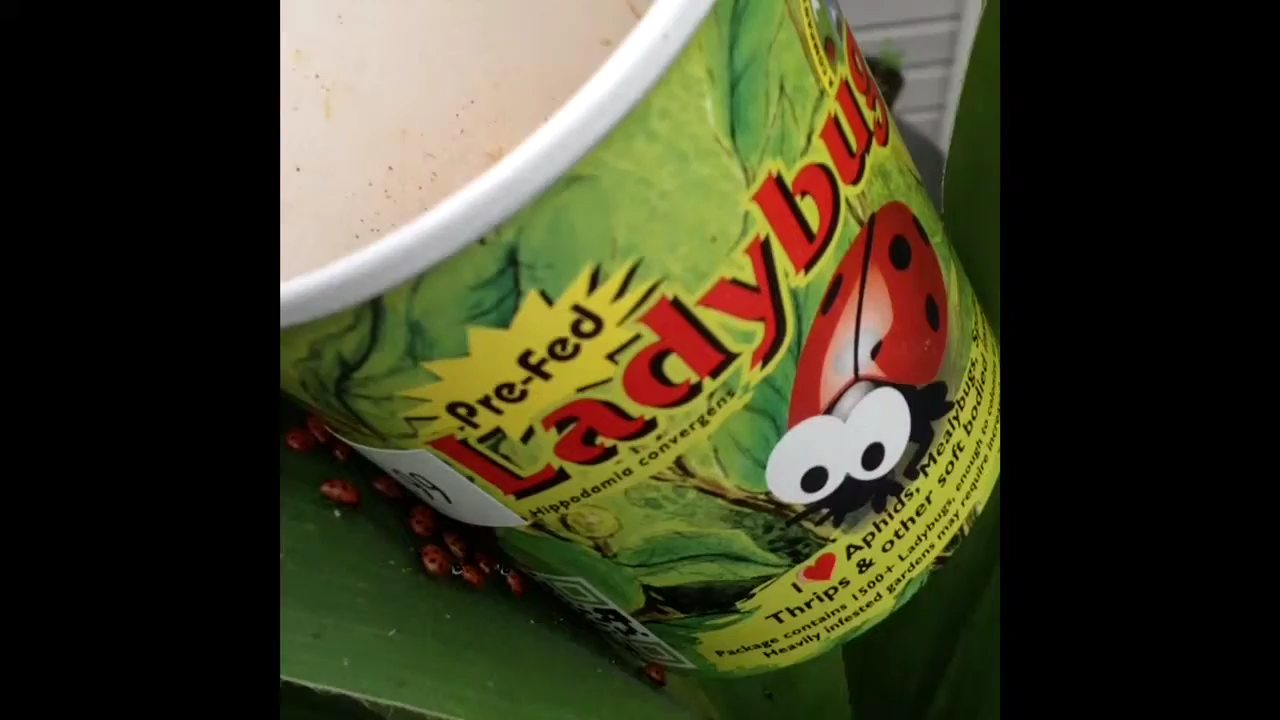 Pre-Fed
Ladybugs
Hippodamia convergens
I ❤ Aphids, Mealybugs,
Thrips & other soft bodied
Package contains 1500+ Ladybugs, enough to
Heavily infested gardens may require